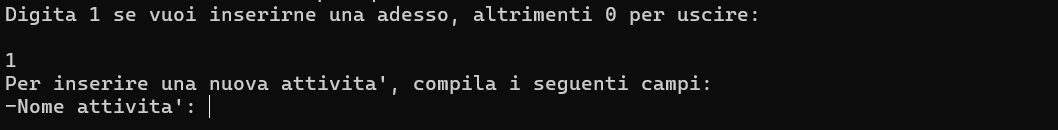 Digita 1 se vuoi inserirne una adesso, altrimenti 0 per uscire:
1
Per inserire una nuova attivita', compila i seguenti campi:
-Nome attivita':